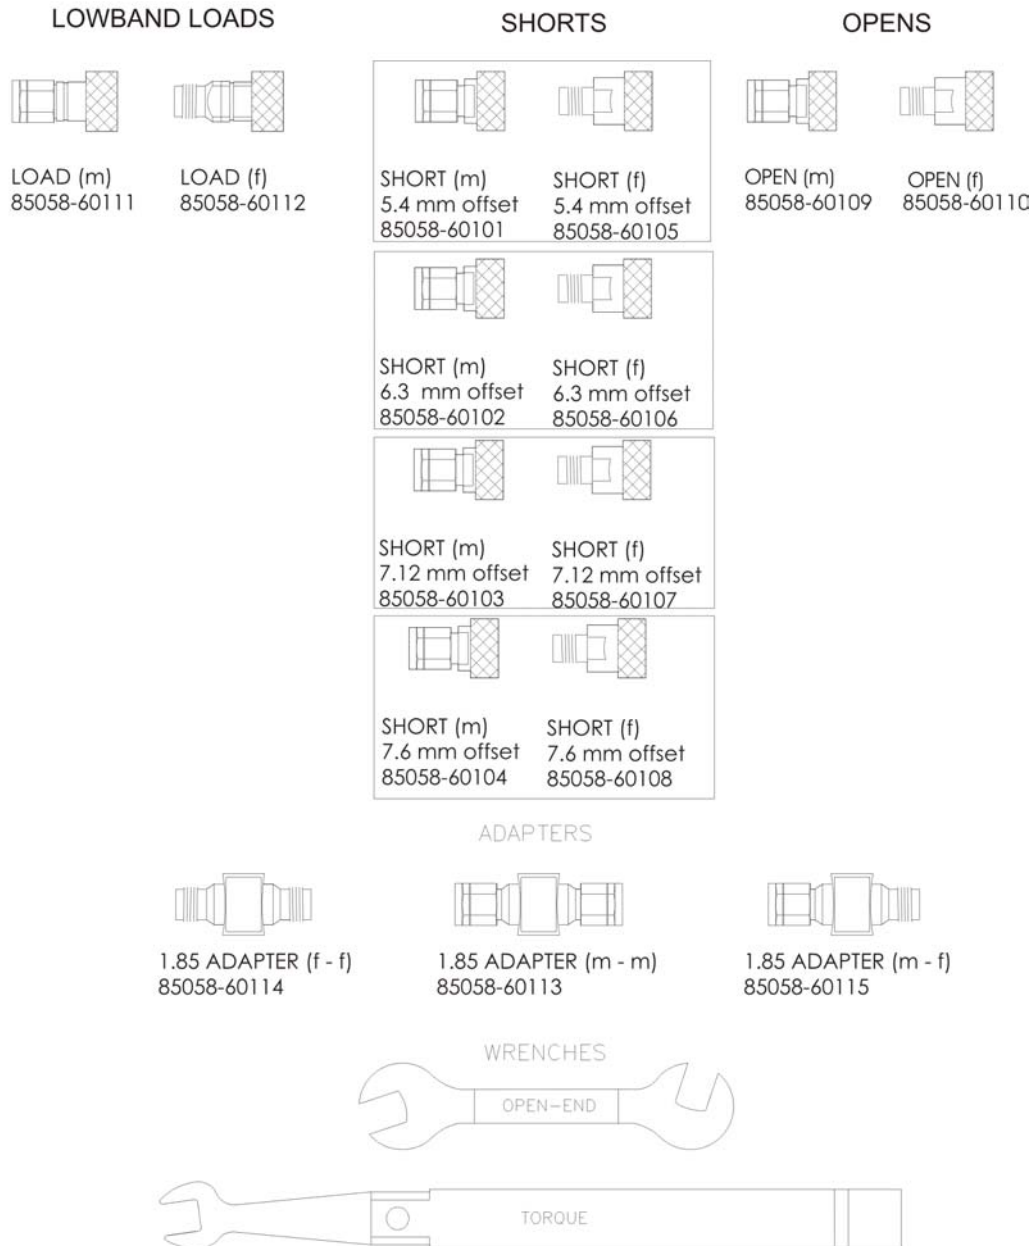 LOWBAND LOADS
SHORTS
OPENS
LOAD (m)
85058-60111
LOAD (f)
85058-60112
SHORT (m)
5.4 mm offset
85058-60101
SHORT (f)
5.4 mm offset
85058-60105
OPEN (m)
85058-60109
OPEN (f)
85058-60110
SHORT (m)
6.3 mm offset
85058-60102
SHORT (f)
6.3 mm offset
85058-60106
SHORT (m)
7.12 mm offset
85058-60103
SHORT (f)
7.12 mm offset
85058-60107
SHORT (m)
7.6 mm offset
85058-60104
SHORT (f)
7.6 mm offset
85058-60108
ADAPTERS
1.85 ADAPTER (f - f)
85058-60114
1.85 ADAPTER (m - m)
85058-60113
1.85 ADAPTER (m - f)
85058-60115
WRENCHES
OPEN-END
TORQUE